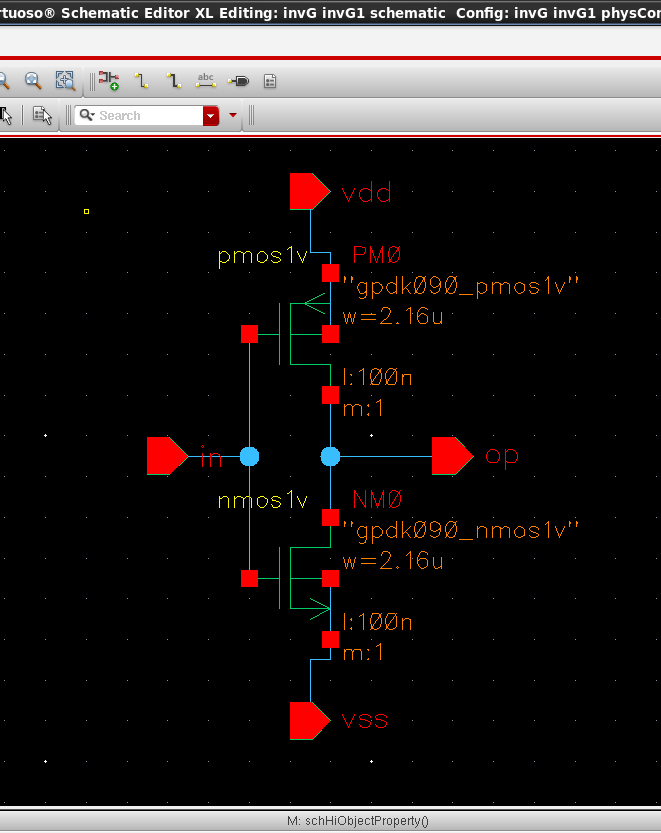 rtuoso® Schematic Editor XL Editing: invG invG1 schematic  Config: invG invG1 physCon
abc
Search
vdd
pmos1v PM0
"gpdk090_pmos1v"
w=2.16u
l:100n
m:1
in
op
nmos1v NM0
"gpdk090_nmos1v"
w=2.16u
l:100n
m:1
vss
M: schHiObjectProperty()